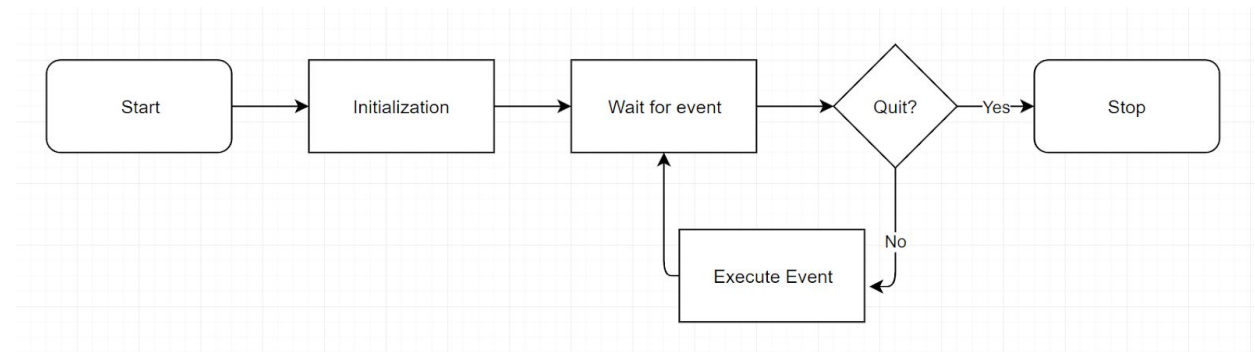 Start
Initialization
Wait for event
Quit?
Yes
Stop
No
Execute Event